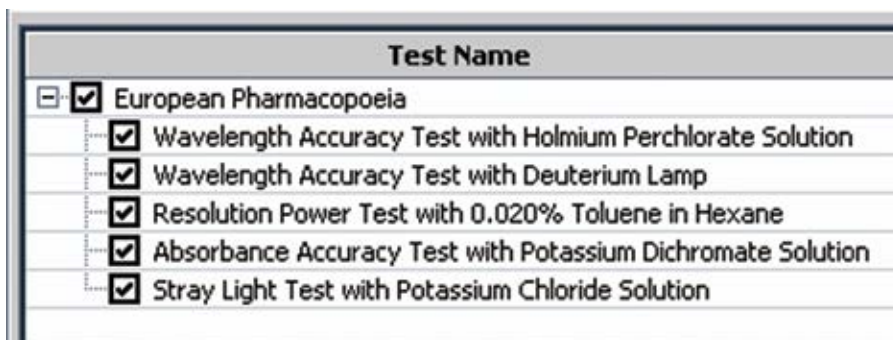 Test Name
European Pharmacopoeia
Wavelength Accuracy Test with Holmium Perchlorate Solution
Wavelength Accuracy Test with Deuterium Lamp
Resolution Power Test with 0.020% Toluene in Hexane
Absorbance Accuracy Test with Potassium Dichromate Solution
Stray Light Test with Potassium Chloride Solution